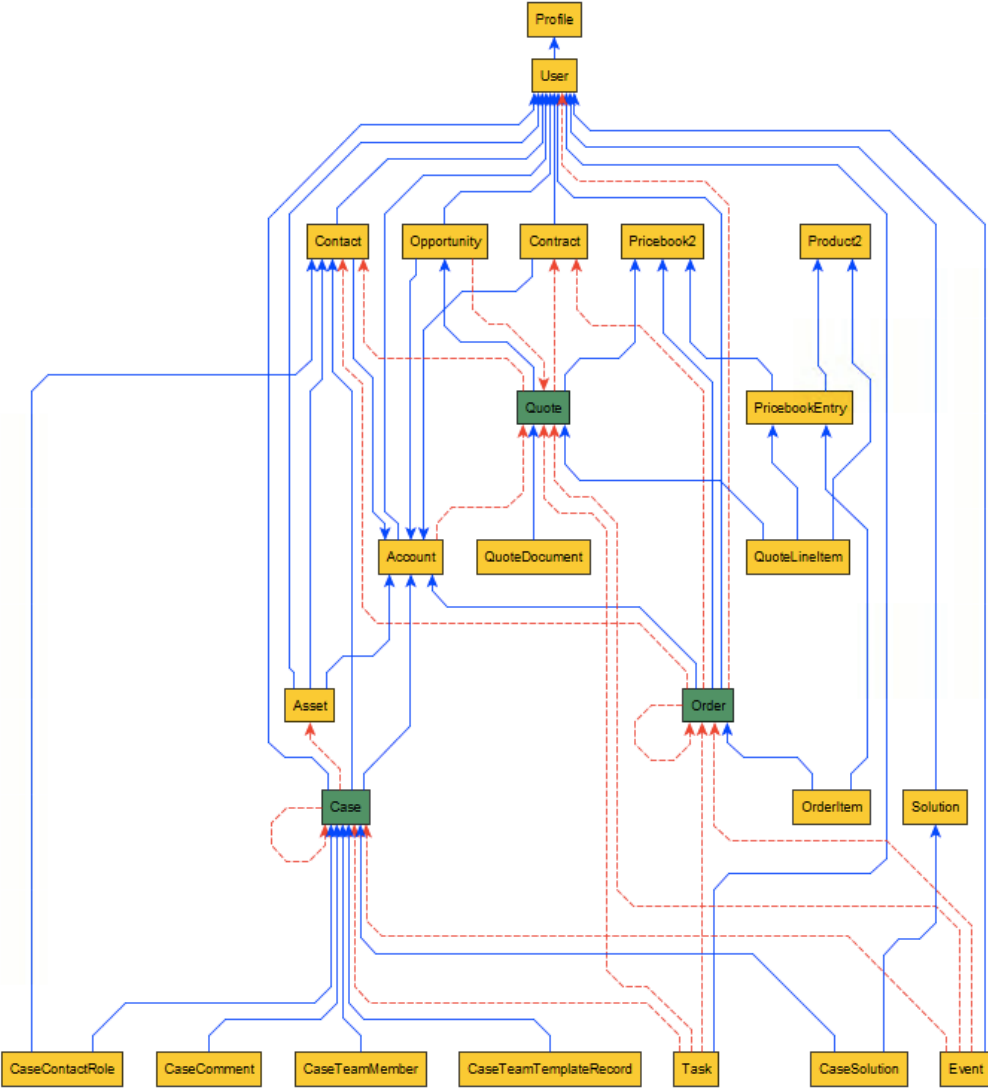 Profile
User
Contact
Opportunity
Contract
Pricebook2
Product2
Quote
PricebookEntry
Account
QuoteDocument
QuoteLineItem
Asset
Order
Case
OrderItem
Solution
CaseContactRole
CaseComment
CaseTeamMember
CaseTeamTemplateRecord
Task
CaseSolution
Event